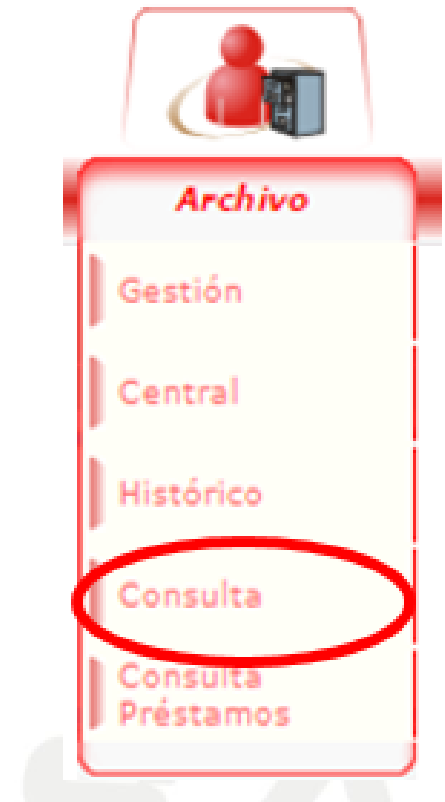 Archivo
Gestión
Central
Histórico
Consulta
Consulta
Préstamos